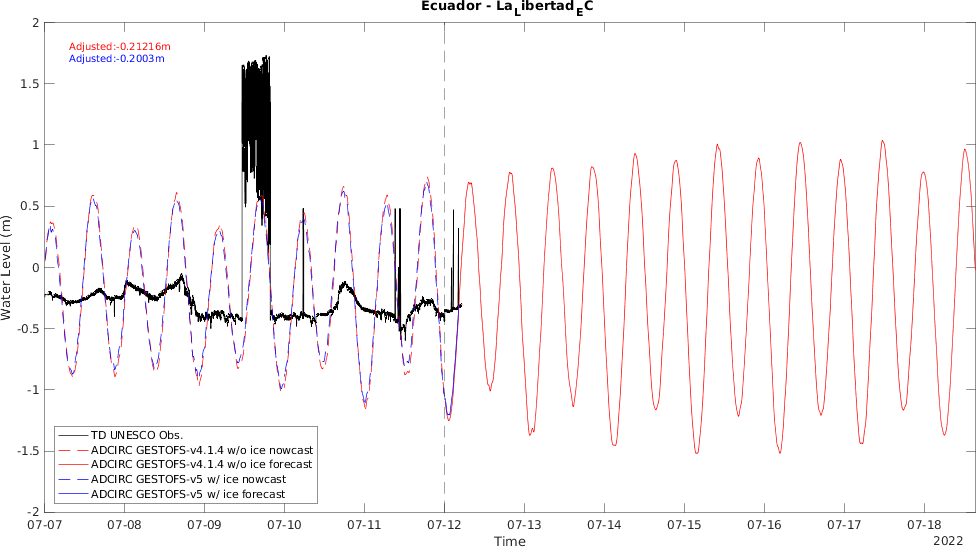 Ecuador - LaLibertadEC
Adjusted:-0.21216m
Adjusted:-0.2003m
Water Level (m)
2
1.5
1
0.5
0
-0.5
-1
-1.5
-2
TD UNESCO Obs.
ADCIRC GESTOFS-v4.1.4 w/o ice nowcast
ADCIRC GESTOFS-v4.1.4 w/o ice forecast
ADCIRC GESTOFS-v5 w/ ice nowcast
ADCIRC GESTOFS-v5 w/ ice forecast
07-07 07-08 07-09 07-10 07-11 07-12 07-13 07-14 07-15 07-16 07-17 07-18
Time
2022